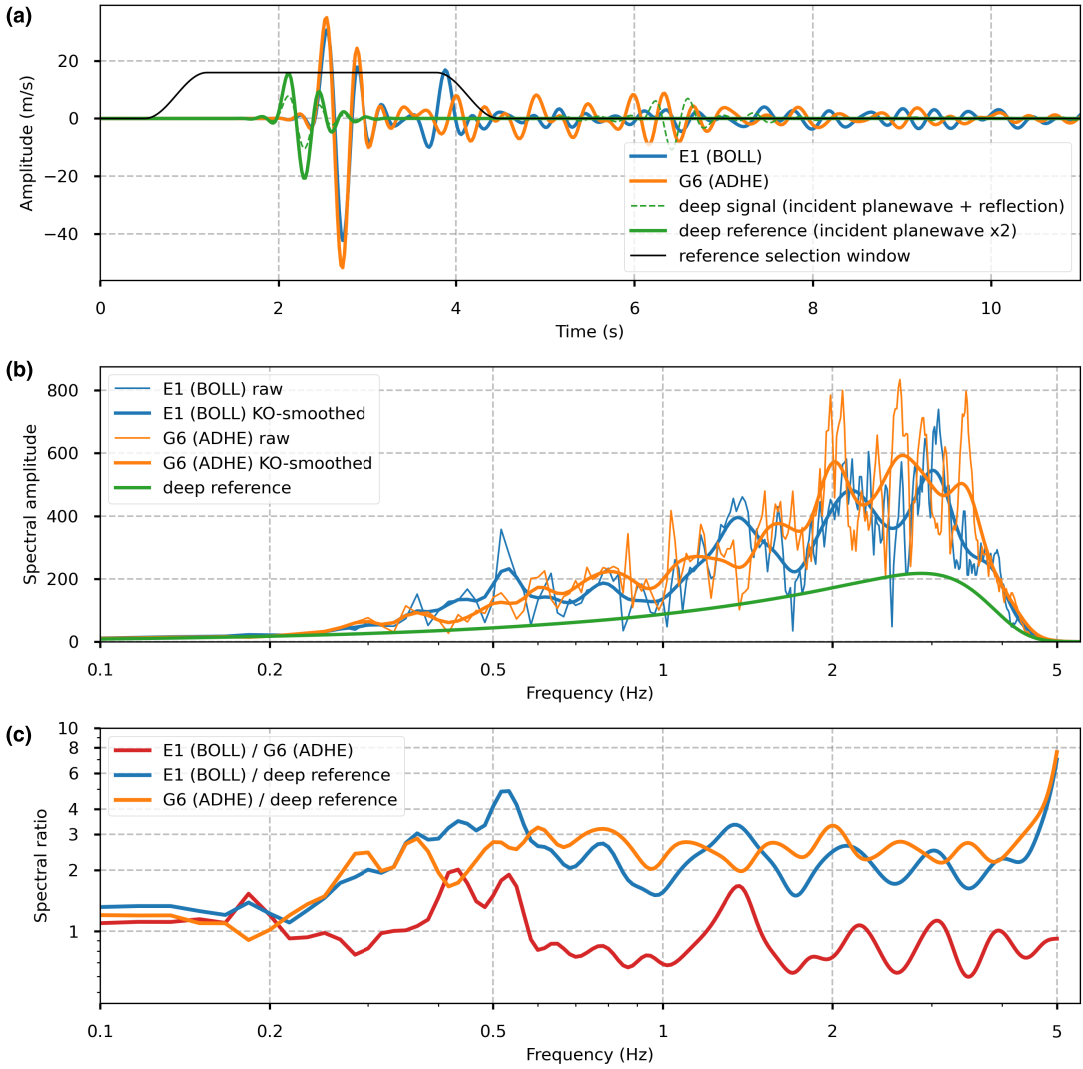 (a)
Amplitude (m/s)
20
0
−20
−40
E1 (BOLL)
G6 (ADHE)
deep signal (incident planewave + reflection)
deep reference (incident planewave x2)
reference selection window
0 2 4 6 8 10
Time (s)
(b)
Spectral amplitude
800
600
400
200
0
E1 (BOLL) raw
E1 (BOLL) KO-smoothed
G6 (ADHE) raw
G6 (ADHE) KO-smoothed
deep reference
0.1 0.2 0.5 1 2 5
Frequency (Hz)
(c)
Spectral ratio
10
8
6
4
3
2
1
E1 (BOLL) / G6 (ADHE)
E1 (BOLL) / deep reference
G6 (ADHE) / deep reference
0.1 0.2 0.5 1 2 5
Frequency (Hz)